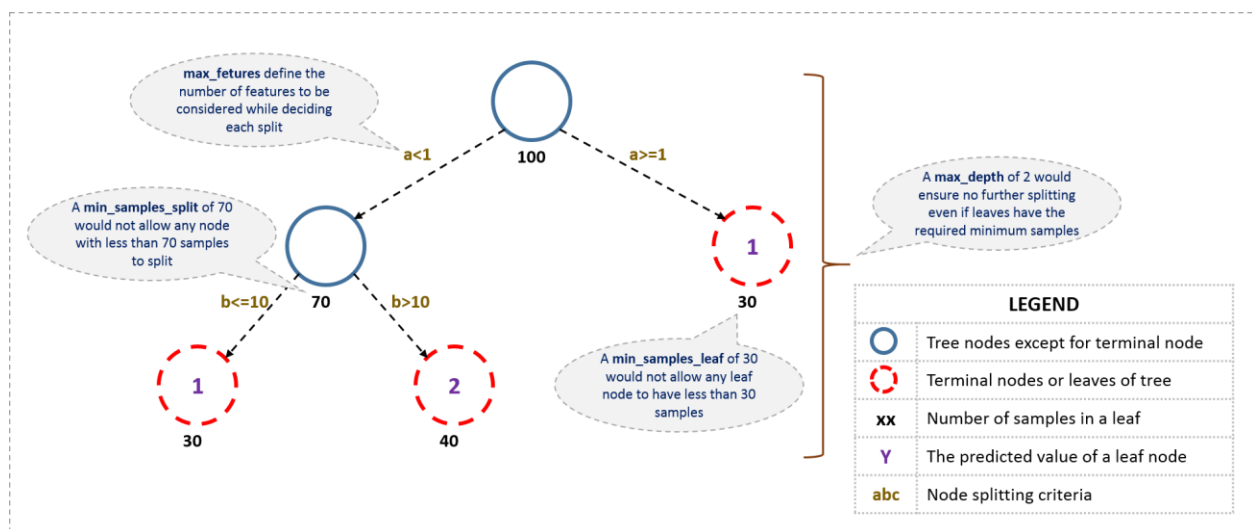 max_fetures define the
number of features to be
considered while deciding
each split
100
a<1
a>=1
A max_depth of 2 would
ensure no further splitting
even if leaves have the
required minimum samples
A min_samples_split of 70
would not allow any node
with less than 70 samples
to split
1
70
30
b<=10
b>10
A min_samples_leaf of 30
would not allow any leaf
node to have less than 30
samples
1
2
30
40
LEGEND
Tree nodes except for terminal node
Terminal nodes or leaves of tree
xx Number of samples in a leaf
Y The predicted value of a leaf node
abc Node splitting criteria